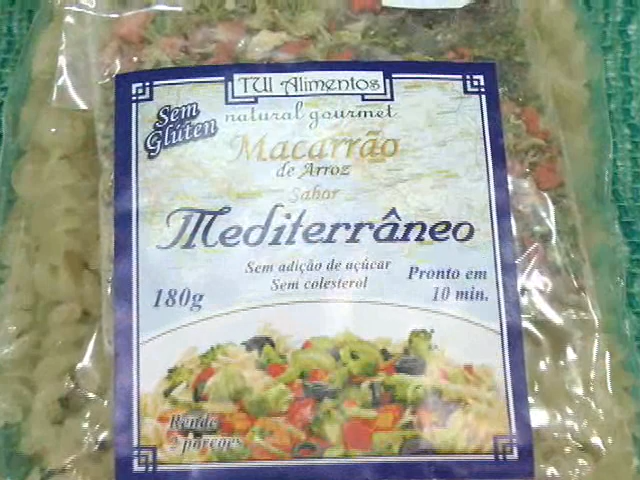 TUI Alimentos
natural gourmet
Sem
Glúten
Macarrão
de Arroz
Sabor
Mediterrâneo
Sem adição de açúcar
Sem colesterol
Pronto em
10 min.
180g
Rende
2 porções